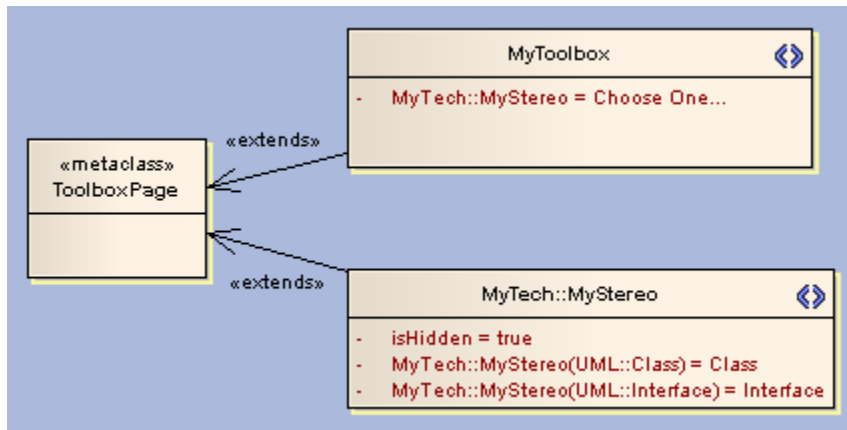 MyToolbox
- MyTech::MyStereo = Choose One...
«extends»
«metaclass»
ToolboxPage
«extends»
MyTech::MyStereo
- isHidden = true
- MyTech::MyStereo(UML::Class) = Class
- MyTech::MyStereo(UML::Interface) = Interface